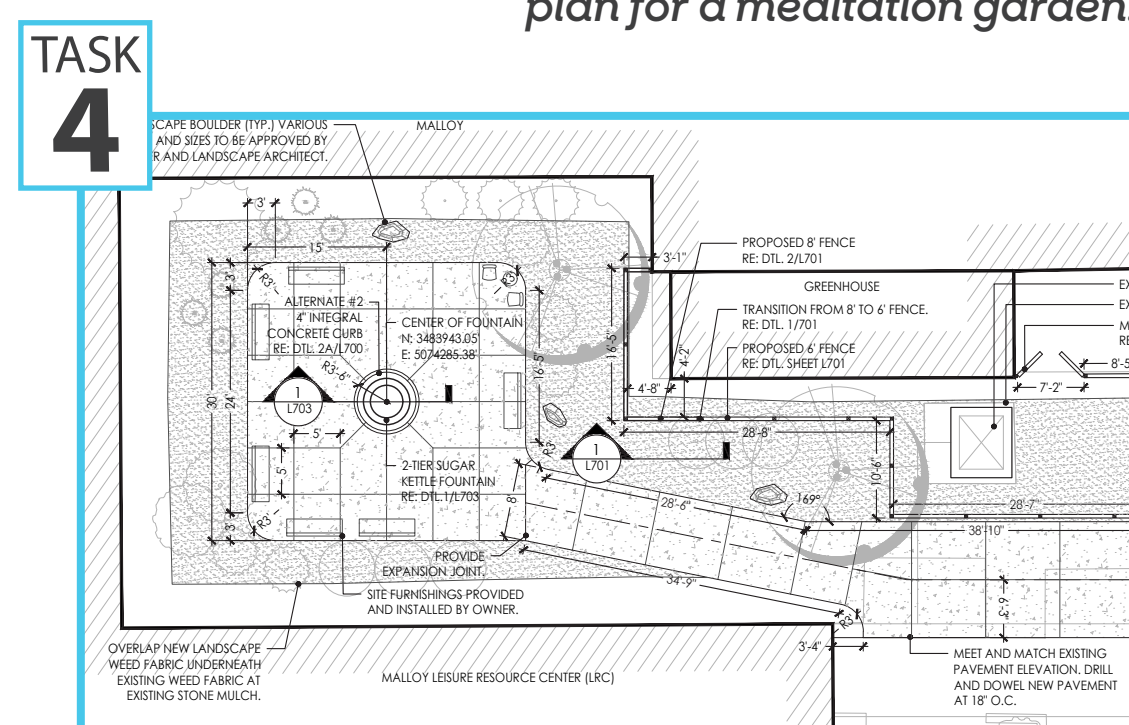 plan for a meditation garden.
TASK
4
SCAPE BOULDER (TYP.) VARIOUS
AND SIZES TO BE APPROVED BY
ER AND LANDSCAPE ARCHITECT.
MALLOY
3'
15'
3'
R3'
R3'
ALTERNATE #2
4" INTEGRAL
CONCRETE CURB
RE: DTL. 2A/L700
CENTER OF FOUNTAIN
N: 3483943.05'
E: 5074285.38'
R3'-6"
1
L703
30'
24'
5'
5'
16'-5"
16'-5"
2-TIER SUGAR
KETTLE FOUNTAIN
RE: DTL.1/L703
R3'
8'
3'
R3'
PROVIDE
EXPANSION JOINT.
SITE FURNISHINGS PROVIDED
AND INSTALLED BY OWNER.
OVERLAP NEW LANDSCAPE
WEED FABRIC UNDERNEATH
EXISTING WEED FABRIC AT
EXISTING STONE MULCH.
MALLOY LEISURE RESOURCE CENTER (LRC)
PROPOSED 8' FENCE
RE: DTL. 2/L701
3'-1"
GREENHOUSE
TRANSITION FROM 8' TO 6' FENCE.
RE: DTL. 1/701
PROPOSED 6' FENCE
RE: DTL. SHEET L701
4'-2"
4'-8"
28'-8"
1
L701
10'-6"
169°
28'-6"
34'-9"
R3'
3'-4"
28'-7"
38'-10"
6'-3"
EX
EX
M
RE
8'-5
7'-2"
MEET AND MATCH EXISTING
PAVEMENT ELEVATION. DRILL
AND DOWEL NEW PAVEMENT
AT 18" O.C.